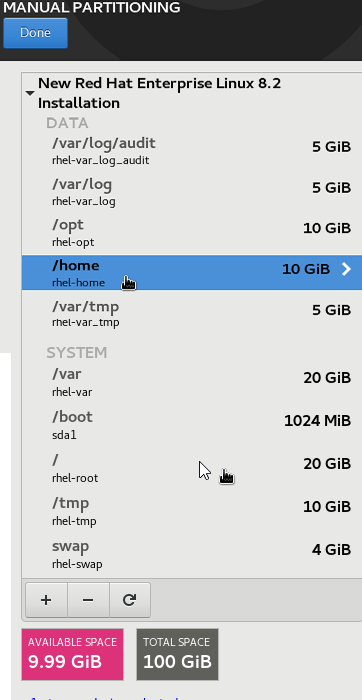 MANUAL PARTITIONING
Done
New Red Hat Enterprise Linux 8.2
Installation
DATA
/var/log/audit
5 GiB
rhel-var_log_audit
/var/log
5 GiB
rhel-var_log
/opt
10 GiB
rhel-opt
/home
10 GiB
rhel-home
/var/tmp
5 GiB
rhel-var_tmp
SYSTEM
/var
20 GiB
rhel-var
/boot
1024 MiB
sda1
/
20 GiB
rhel-root
/tmp
10 GiB
rhel-tmp
swap
4 GiB
rhel-swap
+ −
AVAILABLE SPACE
9.99 GiB
TOTAL SPACE
100 GiB